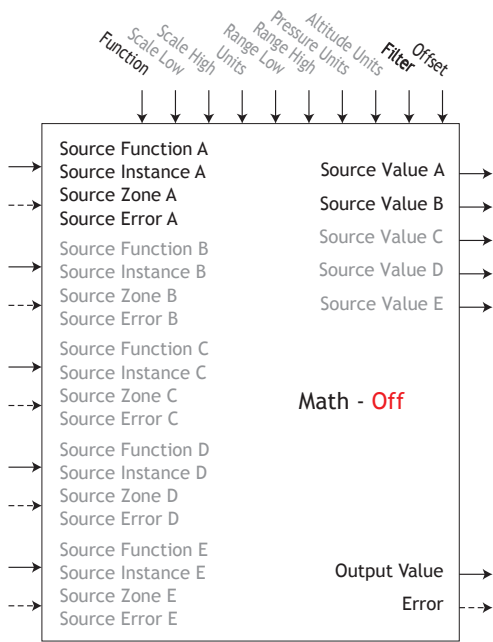 Function
Scale Low
Scale High
Units
Range Low
Range High
Pressure Units
Altitude Units
Filter
Offset
Source Function A
Source Instance A
Source Zone A
Source Error A
Source Function B
Source Instance B
Source Zone B
Source Error B
Source Function C
Source Instance C
Source Zone C
Source Error C
Source Function D
Source Instance D
Source Zone D
Source Error D
Source Function E
Source Instance E
Source Zone E
Source Error E
Source Value A
Source Value B
Source Value C
Source Value D
Source Value E
Math - Off
Output Value
Error